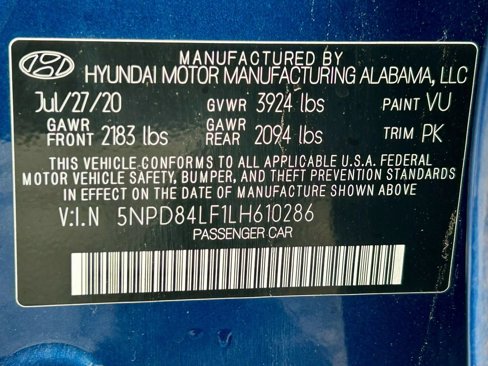 MANUFACTURED BY
HYUNDAI MOTOR MANUFACTURING ALABAMA, LLC
Jul/27/20 GVWR 3924 lbs PAINT VU
GAWR FRONT 2183 lbs GAWR REAR 2094 lbs TRIM PK
THIS VEHICLE CONFORMS TO ALL APPLICABLE U.S.A. FEDERAL
MOTOR VEHICLE SAFETY, BUMPER, AND THEFT PREVENTION STANDARDS
IN EFFECT ON THE DATE OF MANUFACTURE SHOWN ABOVE
V.I.N 5NPD84LF1LH610286
PASSENGER CAR